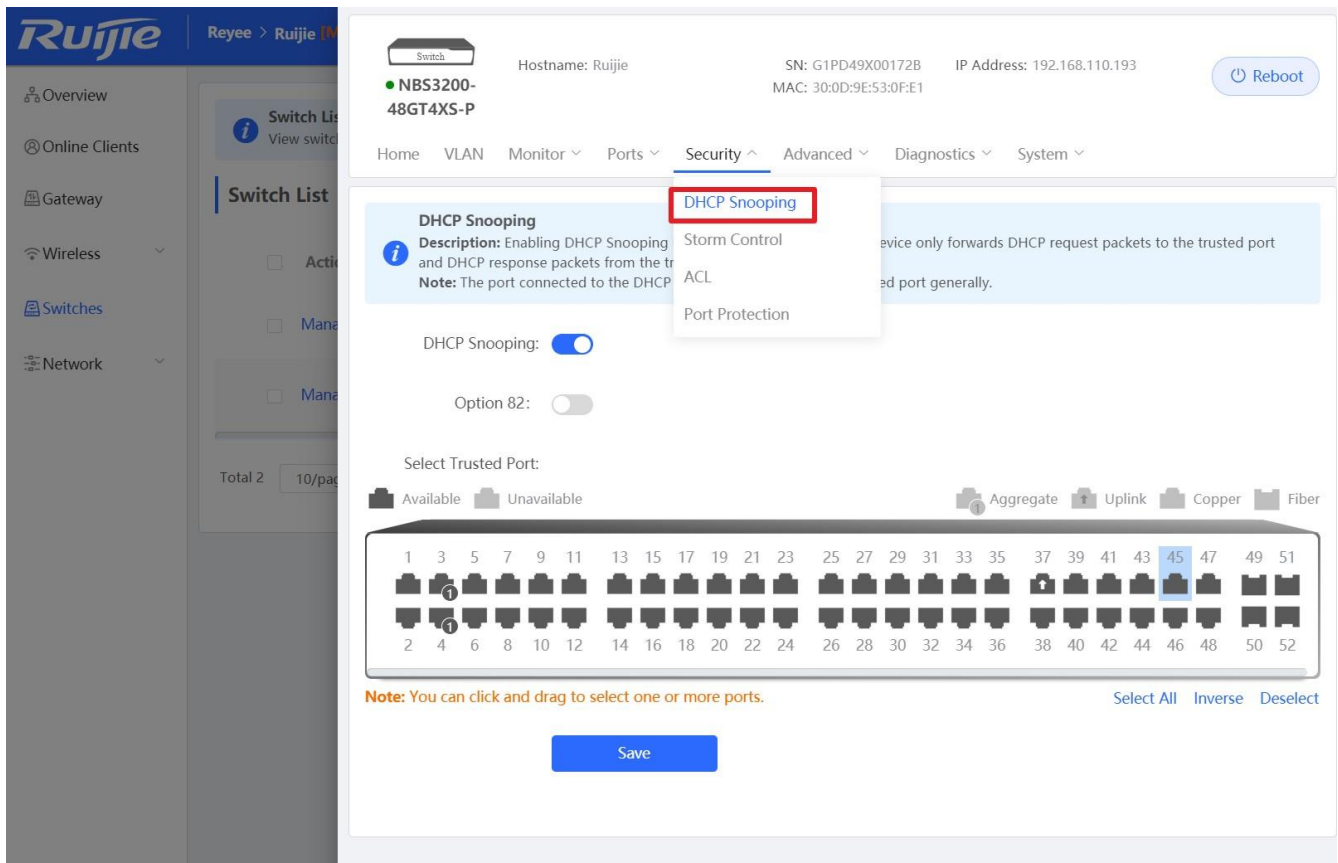 Ruijie
Reyee > Ruijie [M
Overview
Online Clients
Gateway
Wireless
Switches
Network
Switch Lis
View switc
Switch List
Actio
Mana
Mana
Total 2 10/pag
Switch
NBS3200-
48GT4XS-P
Hostname: Ruijie
SN: G1PD49X00172B
IP Address: 192.168.110.193
MAC: 30:0D:9E:53:0F:E1
Reboot
Home VLAN Monitor Ports Security Advanced Diagnostics System
DHCP Snooping
Storm Control
ACL
Port Protection
DHCP Snooping
Description: Enabling DHCP Snooping evice only forwards DHCP request packets to the trusted port
and DHCP response packets from the tr
Note: The port connected to the DHCP ed port generally.
DHCP Snooping:
Option 82:
Select Trusted Port:
Available Unavailable
1 Aggregate Uplink Copper Fiber
1 3 5 7 9 11 13 15 17 19 21 23 25 27 29 31 33 35 37 39 41 43 45 47 49 51
1
1
2 4 6 8 10 12 14 16 18 20 22 24 26 28 30 32 34 36 38 40 42 44 46 48 50 52
Note: You can click and drag to select one or more ports.
Select All Inverse Deselect
Save